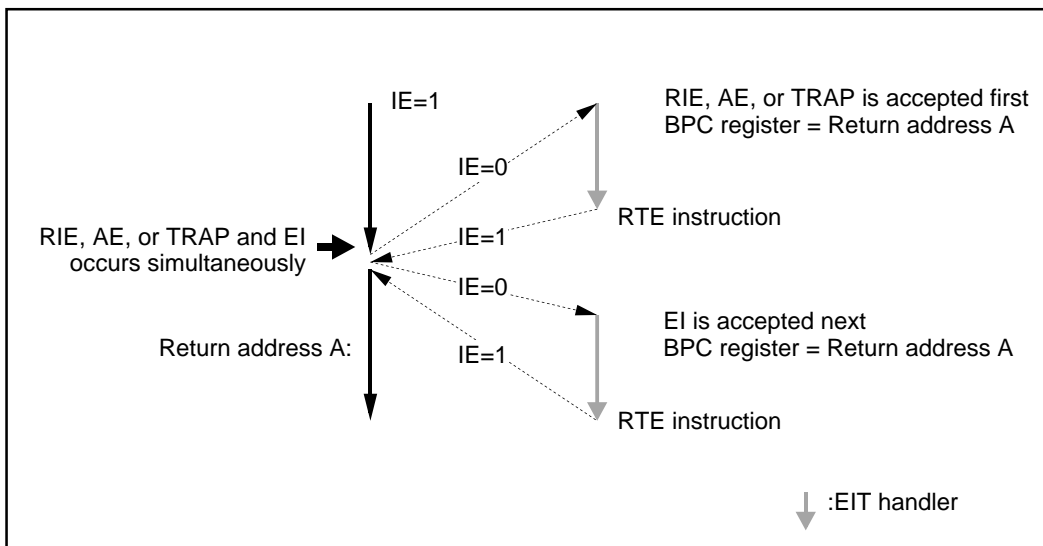 IE=1
RIE, AE, or TRAP is accepted first
BPC register = Return address A
IE=0
RTE instruction
RIE, AE, or TRAP and EI
occurs simultaneously
IE=1
IE=0
EI is accepted next
BPC register = Return address A
Return address A:
IE=1
RTE instruction
:EIT handler